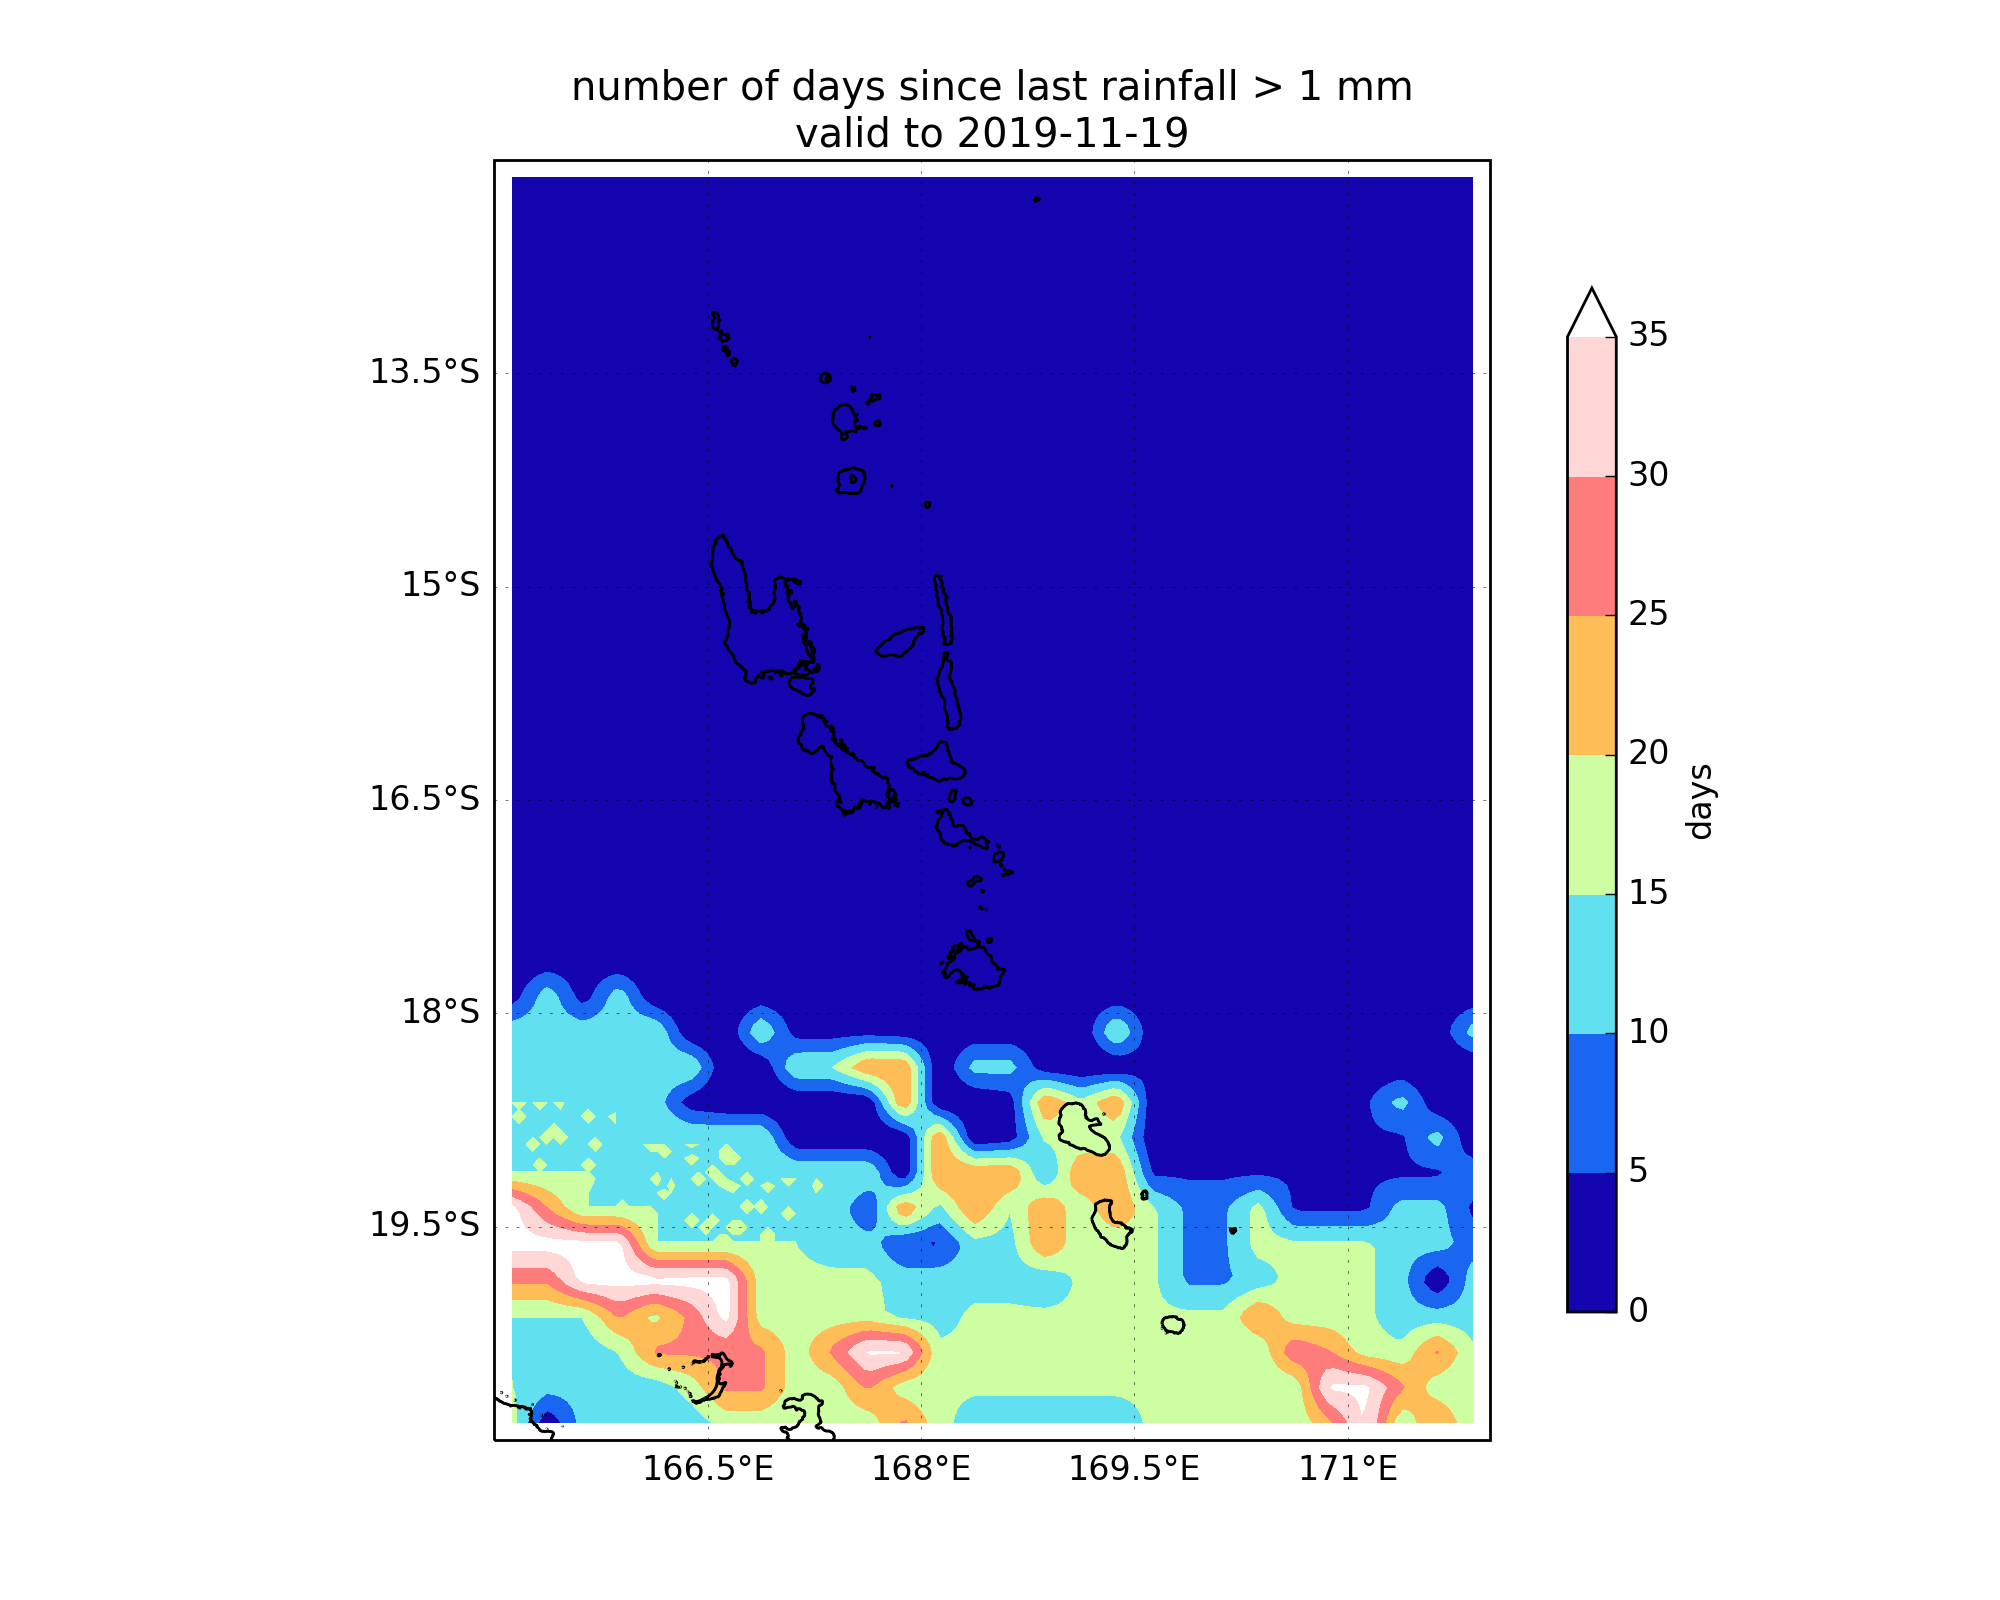 number of days since last rainfall > 1 mm
valid to 2019-11-19
13.5°S
15°S
16.5°S
18°S
19.5°S
166.5°E
168°E
169.5°E
171°E
35
30
25
20
15
10
5
0
days